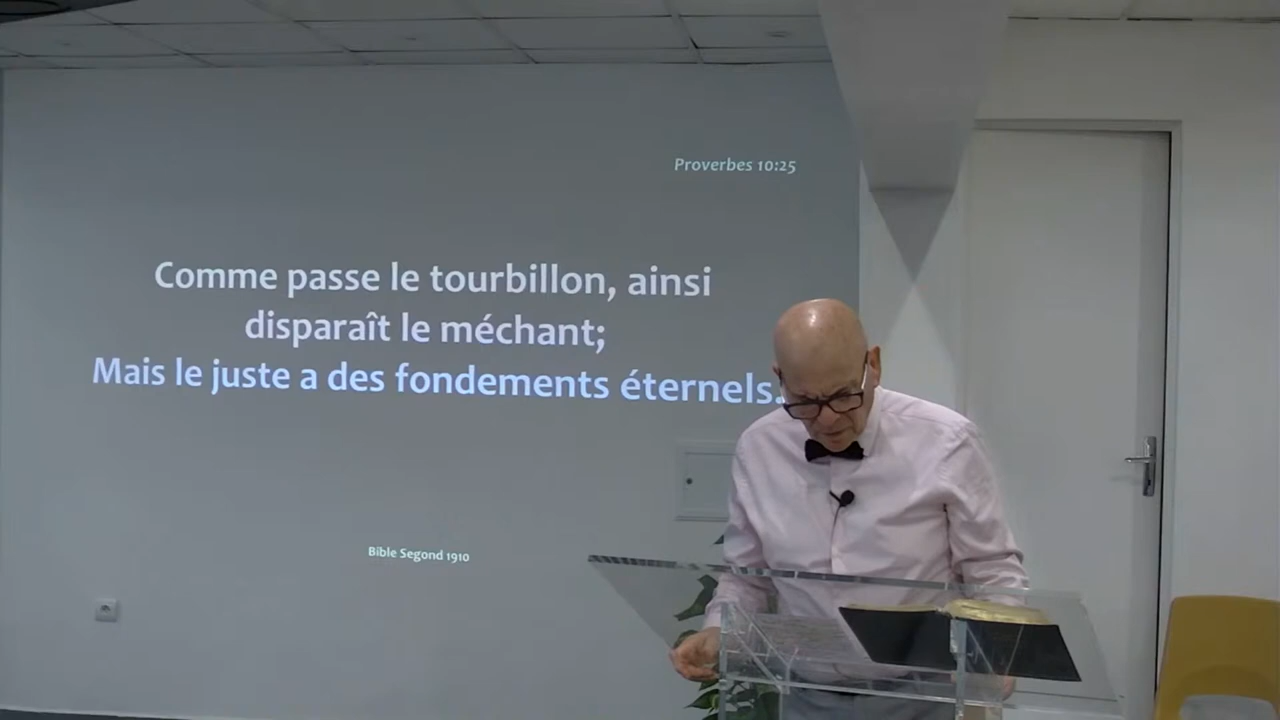 Proverbes 10:25
Comme passe le tourbillon, ainsi
disparaît le méchant;
Mais le juste a des fondements éternels.
Bible Segond 1910